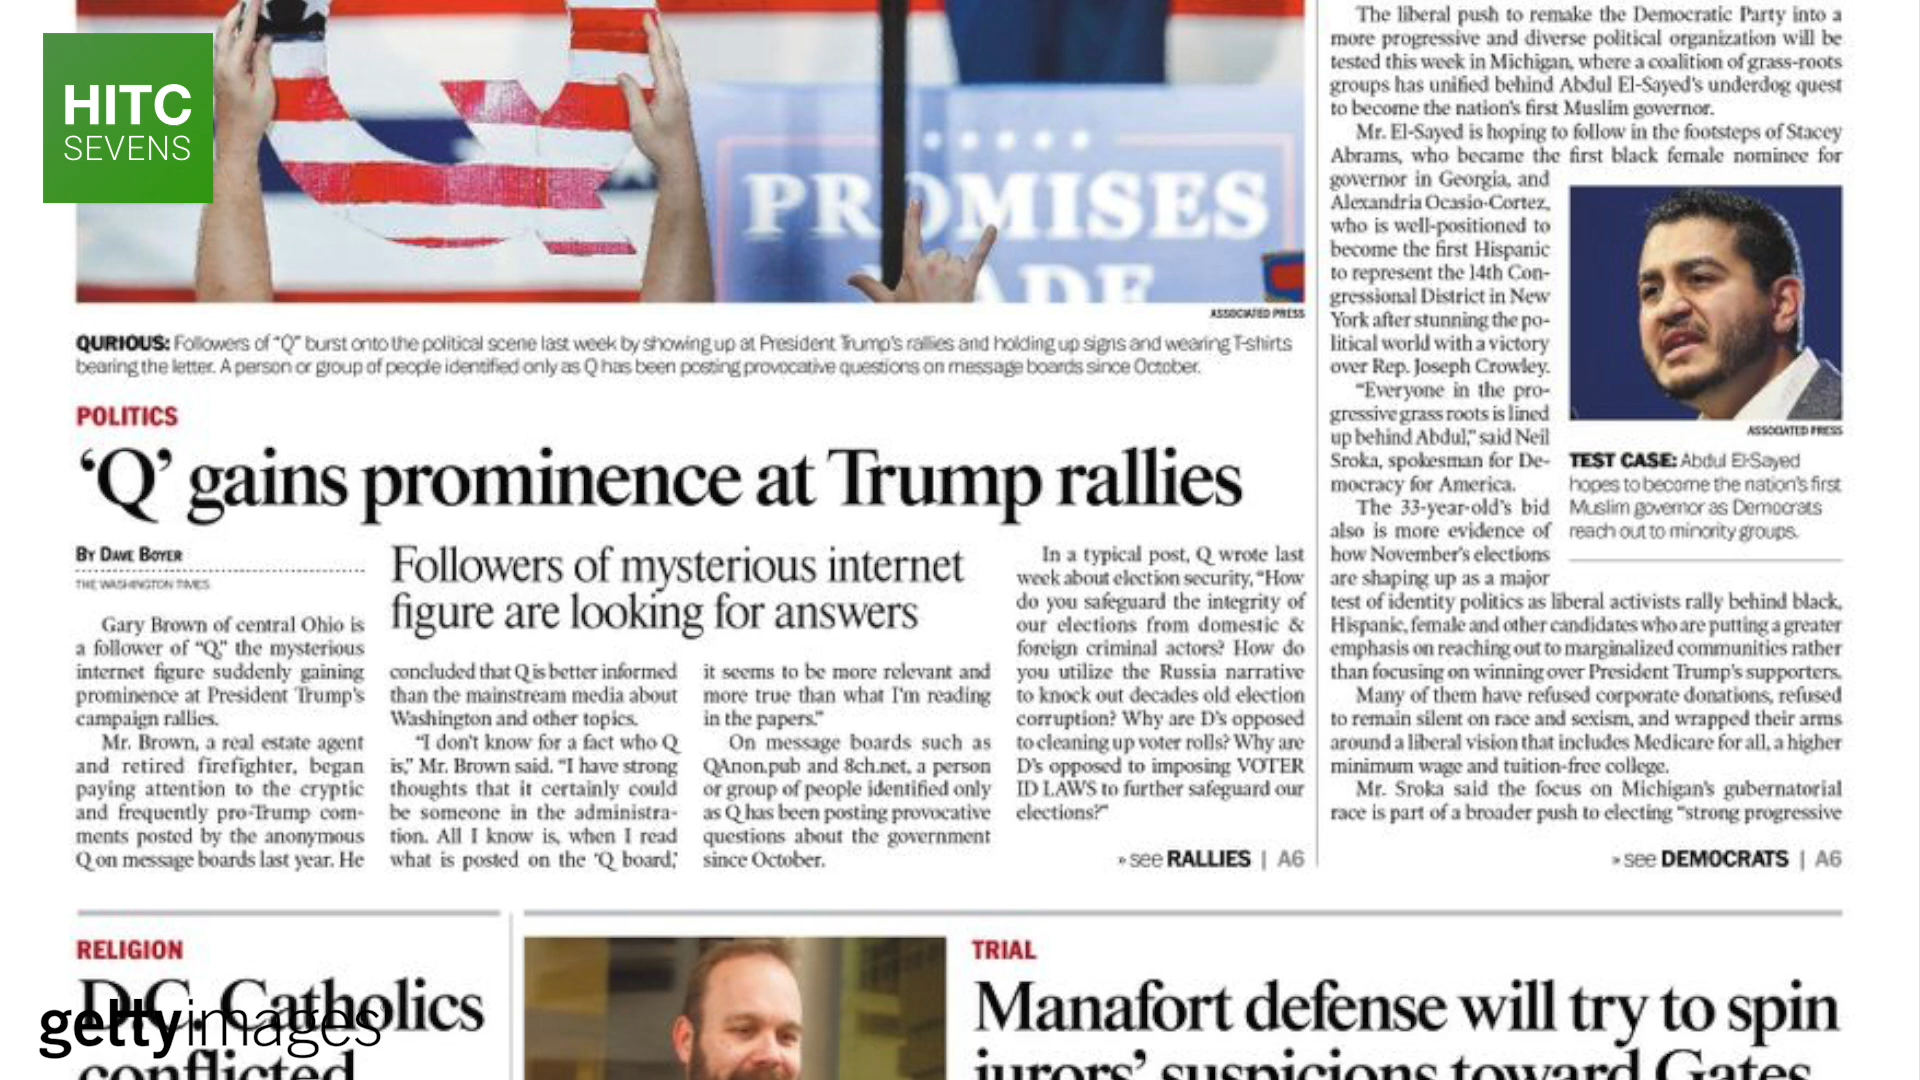 HITC
SEVENS
PROMISES
MADE
ASSOCIATED PRESS
QURIOUS: Followers of “Q” burst onto the political scene last week by showing up at President Trump’s rallies and holding up signs and wearing T-shirts
bearing the letter. A person or group of people identified only as Q has been posting provocative questions on message boards since October.
POLITICS
‘Q’ gains prominence at Trump rallies
BY DAVE BOYER
THE WASHINGTON TIMES
Followers of mysterious internet
figure are looking for answers
Gary Brown of central Ohio is
a follower of “Q,” the mysterious
internet figure suddenly gaining
prominence at President Trump’s
campaign rallies.
Mr. Brown, a real estate agent
and retired firefighter, began
paying attention to the cryptic
and frequently pro-Trump com-
ments posted by the anonymous
Q on message boards last year. He
concluded that Q is better informed
than the mainstream media about
Washington and other topics.
“I don’t know for a fact who Q
is,” Mr. Brown said. “I have strong
thoughts that it certainly could
be someone in the administra-
tion. All I know is, when I read
what is posted on the ‘Q board,’
it seems to be more relevant and
more true than what I’m reading
in the papers.”
On message boards such as
QAnon.pub and 8ch.net, a person
or group of people identified only
as Q has been posting provocative
questions about the government
since October.
In a typical post, Q wrote last
week about election security, “How
do you safeguard the integrity of
our elections from domestic &
foreign criminal actors? How do
you utilize the Russia narrative
to knock out decades old election
corruption? Why are D’s opposed
to cleaning up voter rolls? Why are
D’s opposed to imposing VOTER
ID LAWS to further safeguard our
elections?”
» see RALLIES | A6
The liberal push to remake the Democratic Party into a
more progressive and diverse political organization will be
tested this week in Michigan, where a coalition of grass-roots
groups has unified behind Abdul El-Sayed’s underdog quest
to become the nation’s first Muslim governor.
Mr. El-Sayed is hoping to follow in the footsteps of Stacey
Abrams, who became the first black female nominee for
governor in Georgia, and
Alexandria Ocasio-Cortez,
who is well-positioned to
become the first Hispanic
to represent the 14th Con-
gressional District in New
York after stunning the po-
litical world with a victory
over Rep. Joseph Crowley.
“Everyone in the pro-
gressive grass roots is lined
up behind Abdul,” said Neil
Sroka, spokesman for De-
mocracy for America.
The 33-year-old’s bid
also is more evidence of
how November’s elections
are shaping up as a major
test of identity politics as liberal activists rally behind black,
Hispanic, female and other candidates who are putting a greater
emphasis on reaching out to marginalized communities rather
than focusing on winning over President Trump’s supporters.
Many of them have refused corporate donations, refused
to remain silent on race and sexism, and wrapped their arms
around a liberal vision that includes Medicare for all, a higher
minimum wage and tuition-free college.
Mr. Sroka said the focus on Michigan’s gubernatorial
race is part of a broader push to electing “strong progressive
» see DEMOCRATS | A6
ASSOCIATED PRESS
TEST CASE: Abdul El-Sayed
hopes to become the nation’s first
Muslim governor as Democrats
reach out to minority groups.
RELIGION
D.C. Catholics
conflicted
gettyimages
TRIAL
Manafort defense will try to spin
jurors’ suspicions toward Gates